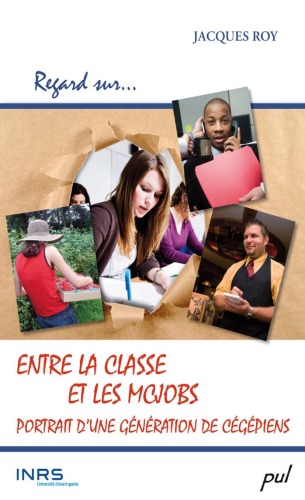 JACQUES ROY
Regard sur...
ENTRE LA CLASSE
ET LES MCJOBS
PORTRAIT D'UNE GÉNÉRATION DE CÉGÉPIENS
INRS
Université d'avant-garde
pul